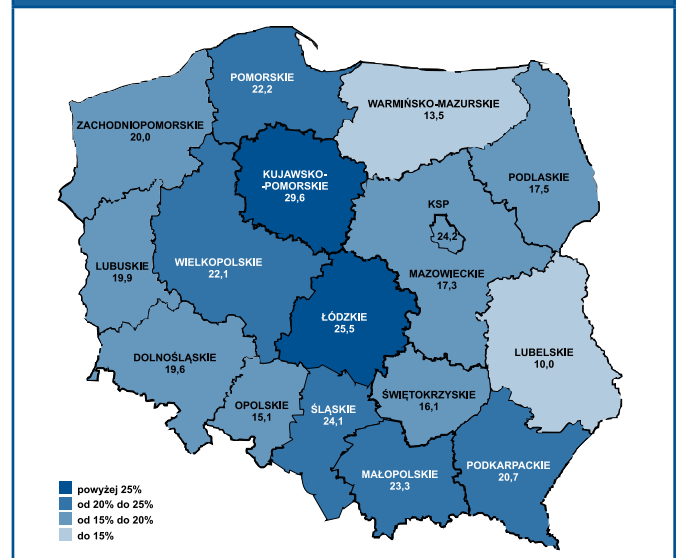 POMORSKIE
22,2
WARMIŃSKO-MAZURSKIE
13,5
ZACHODNIOPOMORSKIE
20,0
KUJAWSKO-
-POMORSKIE
29,6
PODLASKIE
17,5
KSP
24,2
MAZOWIECKIE
17,3
WIELKOPOLSKIE
22,1
LUBUSKIE
19,9
ŁÓDZKIE
25,5
LUBELSKIE
10,0
DOLNOŚLĄSKIE
19,6
OPOLSKIE
15,1
ŚLĄSKIE
24,1
ŚWIĘTOKRZYSKIE
16,1
MAŁOPOLSKIE
23,3
PODKARPACKIE
20,7
powyżej 25%
od 20% do 25%
od 15% do 20%
do 15%